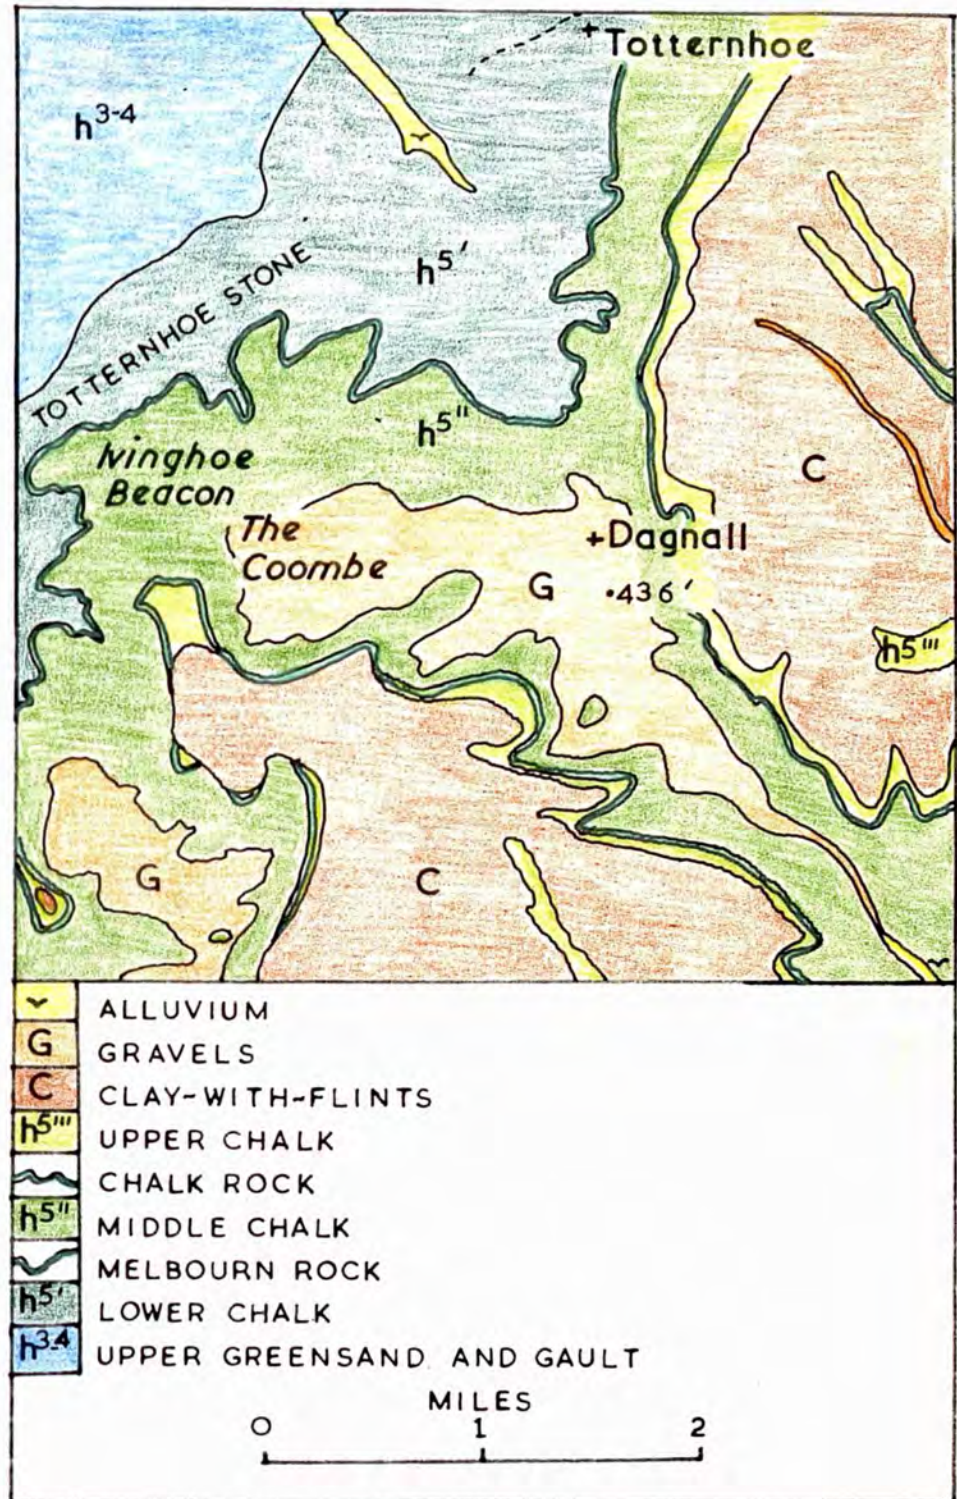 +Totternhoe
h³⁻⁴
h⁵′
TOTTERNHOE STONE
h⁵″
Ivinghoe
Beacon
C
The
Coombe
+Dagnall
G
·436′
h⁵‴
G
C
ALLUVIUM
G GRAVELS
C CLAY-WITH-FLINTS
h⁵‴ UPPER CHALK
CHALK ROCK
h⁵″ MIDDLE CHALK
MELBOURN ROCK
h⁵′ LOWER CHALK
h³⁻⁴ UPPER GREENSAND AND GAULT
MILES
0 1 2